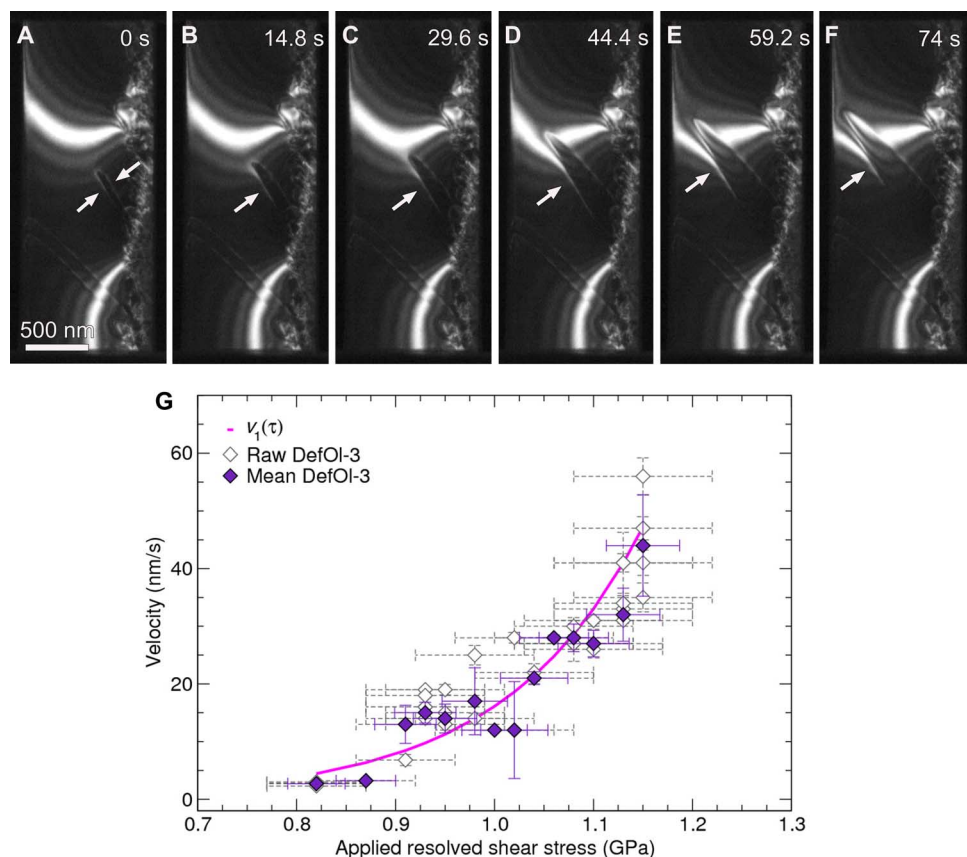 A 0 s
B 14.8 s
C 29.6 s
D 44.4 s
E 59.2 s
F 74 s
500 nm
G
v₁(τ)
Raw DefOl-3
Mean DefOl-3
60
40
20
0
Velocity (nm/s)
0.7 0.8 0.9 1.0 1.1 1.2 1.3
Applied resolved shear stress (GPa)